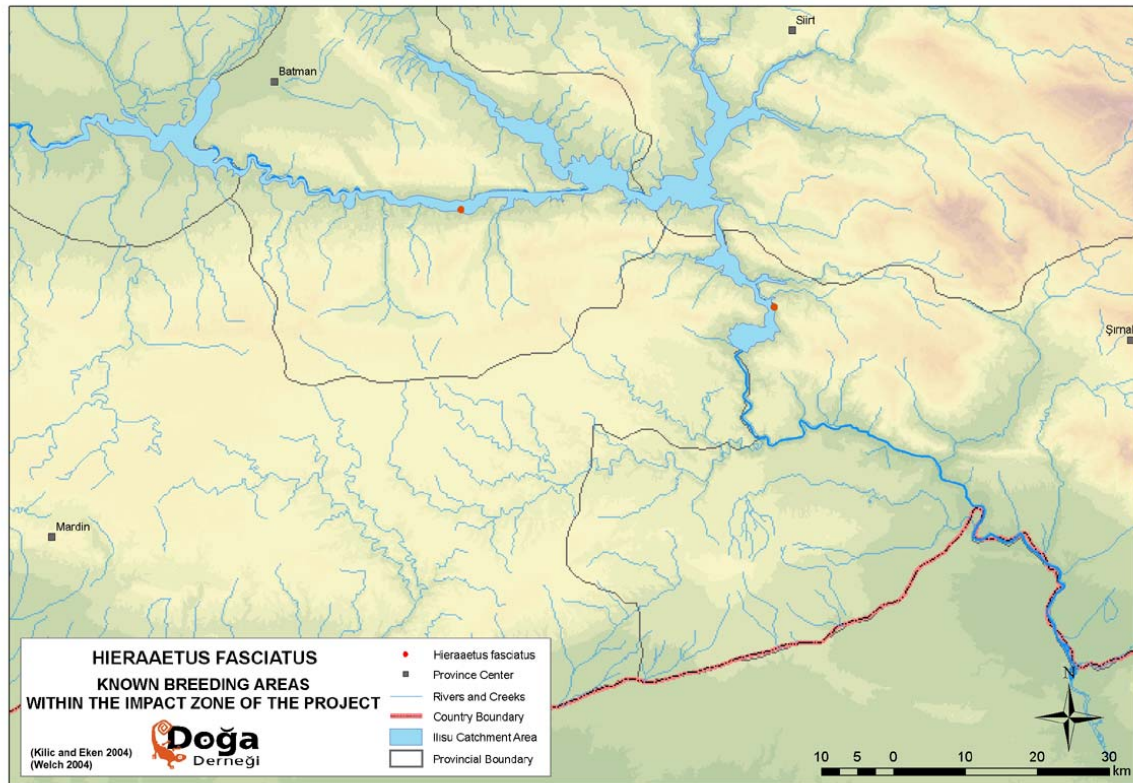 Siirt
Batman
Şırnak
Mardin
HIERAAETUS FASCIATUS
KNOWN BREEDING AREAS
WITHIN THE IMPACT ZONE OF THE PROJECT
(Kilic and Eken 2004)
(Welch 2004)
Doğa
Derneği
Hieraaetus fasciatus
Province Center
Rivers and Creeks
Country Boundary
Ilısu Catchment Area
Provincial Boundary
N
10 5 0 10 20 30
km